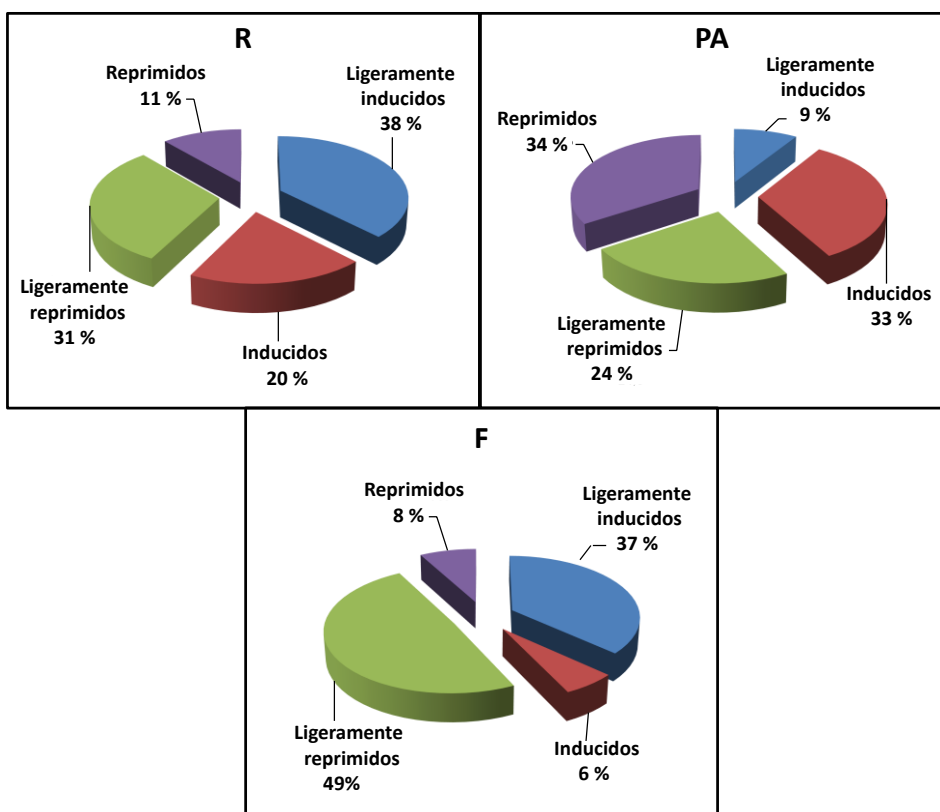 R
Reprimidos
11 %
Ligeramente
inducidos
38 %
Ligeramente
reprimidos
31 %
Inducidos
20 %
PA
Ligeramente
inducidos
9 %
Reprimidos
34 %
Inducidos
33 %
Ligeramente
reprimidos
24 %
F
Reprimidos
8 %
Ligeramente
inducidos
37 %
Ligeramente
reprimidos
49%
Inducidos
6 %